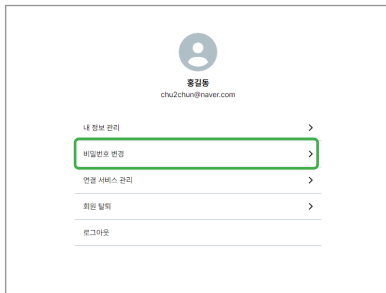 홍길동
chu2chun@naver.com
내 정보 관리
비밀번호 변경
연결 서비스 관리
회원 탈퇴
로그아웃